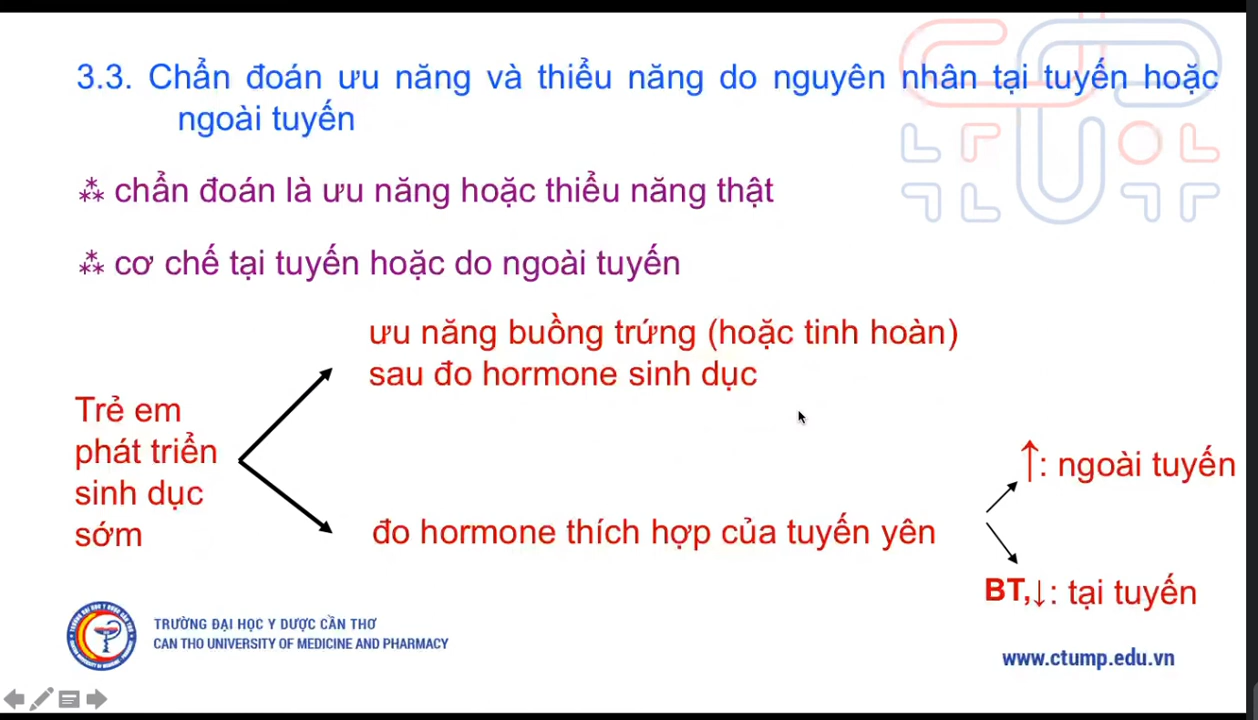 3.3. Chẩn đoán ưu năng và thiểu năng do nguyên nhân tại tuyến hoặc
ngoài tuyến
⁂ chẩn đoán là ưu năng hoặc thiểu năng thật
⁂ cơ chế tại tuyến hoặc do ngoài tuyến
ưu năng buồng trứng (hoặc tinh hoàn)
sau đo hormone sinh dục
Trẻ em
phát triển
sinh dục
sớm
↑: ngoài tuyến
đo hormone thích hợp của tuyến yên
BT,↓: tại tuyến
TRƯỜNG ĐẠI HỌC Y DƯỢC CẦN THƠ
CAN THO UNIVERSITY OF MEDICINE AND PHARMACY
www.ctump.edu.vn